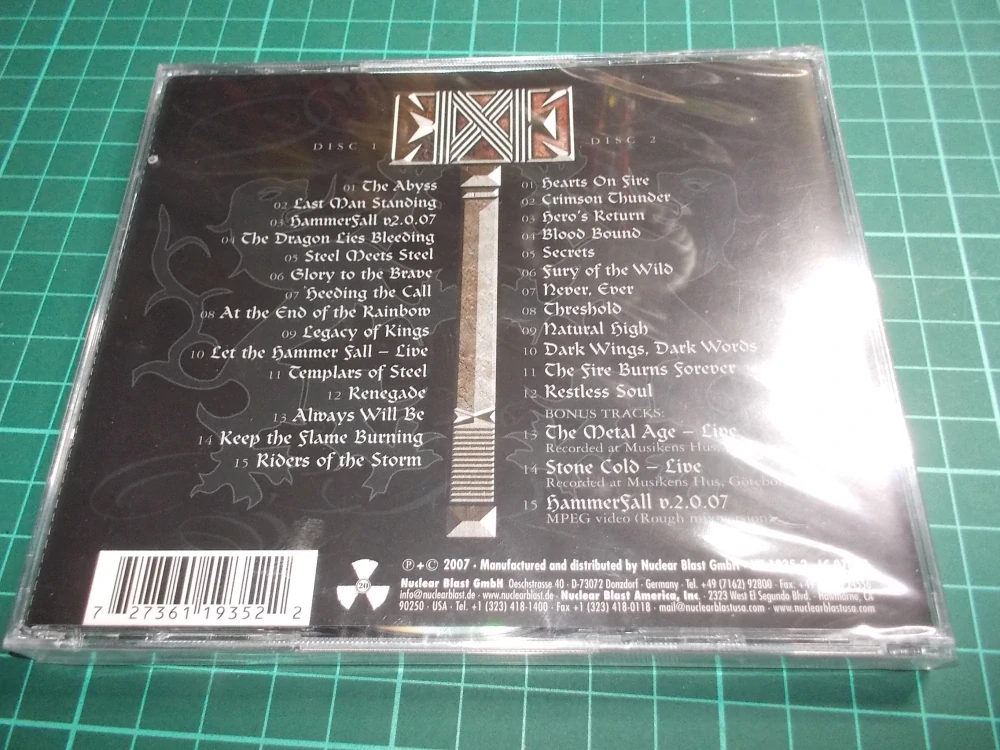 DISC 1
01 The Abyss
02 Last Man Standing
03 HammerFall v2.0.07
04 The Dragon Lies Bleeding
05 Steel Meets Steel
06 Glory to the Brave
07 Heeding the Call
08 At the End of the Rainbow
09 Legacy of Kings
10 Let the Hammer Fall – Live
11 Templars of Steel
12 Renegade
13 Always Will Be
14 Keep the Flame Burning
15 Riders of the Storm
DISC 2
01 Hearts On Fire
02 Crimson Thunder
03 Hero's Return
04 Blood Bound
05 Secrets
06 Fury of the Wild
07 Never, Ever
08 Threshold
09 Natural High
10 Dark Wings, Dark Words
11 The Fire Burns Forever
12 Restless Soul
BONUS TRACKS:
13 The Metal Age – Live
Recorded at Musikens Hus,
14 Stone Cold – Live
Recorded at Musikens Hus,
15 HammerFall v.2.0.07
MPEG video (Rough mix version)
7 27361 19352 2
20
℗ + © 2007 · Manufactured and distributed by Nuclear Blast GmbH
Nuclear Blast GmbH Oeschstrasse 40 · D-73072 Donzdorf · Germany · Tel. +49 (7162) 92800 · Fax:
info@nuclearblast.de · www.nuclearblast.de · Nuclear Blast America, Inc. · 2323 West El Segundo Blvd. · Hawthorne, CA
90250 · USA · Tel. +1 (323) 418-1400 · Fax +1 (323) 418-0118 · mail@nuclearblastusa.com · www.nuclearblastusa.com